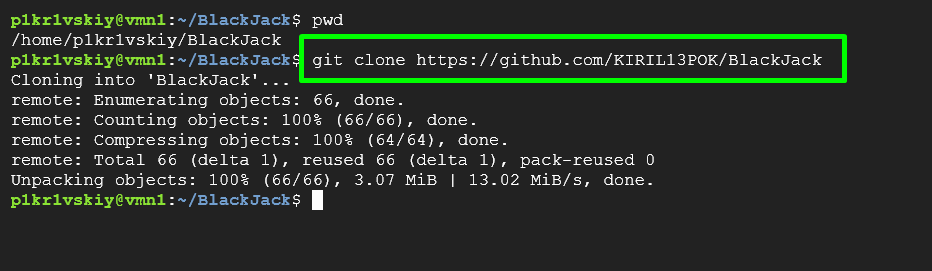 p1kr1vskiy@vmn1:~/BlackJack$ pwd
/home/p1kr1vskiy/BlackJack
p1kr1vskiy@vmn1:~/BlackJack$ git clone https://github.com/KIRIL13POK/BlackJack
Cloning into 'BlackJack'...
remote: Enumerating objects: 66, done.
remote: Counting objects: 100% (66/66), done.
remote: Compressing objects: 100% (64/64), done.
remote: Total 66 (delta 1), reused 66 (delta 1), pack-reused 0
Unpacking objects: 100% (66/66), 3.07 MiB | 13.02 MiB/s, done.
p1kr1vskiy@vmn1:~/BlackJack$